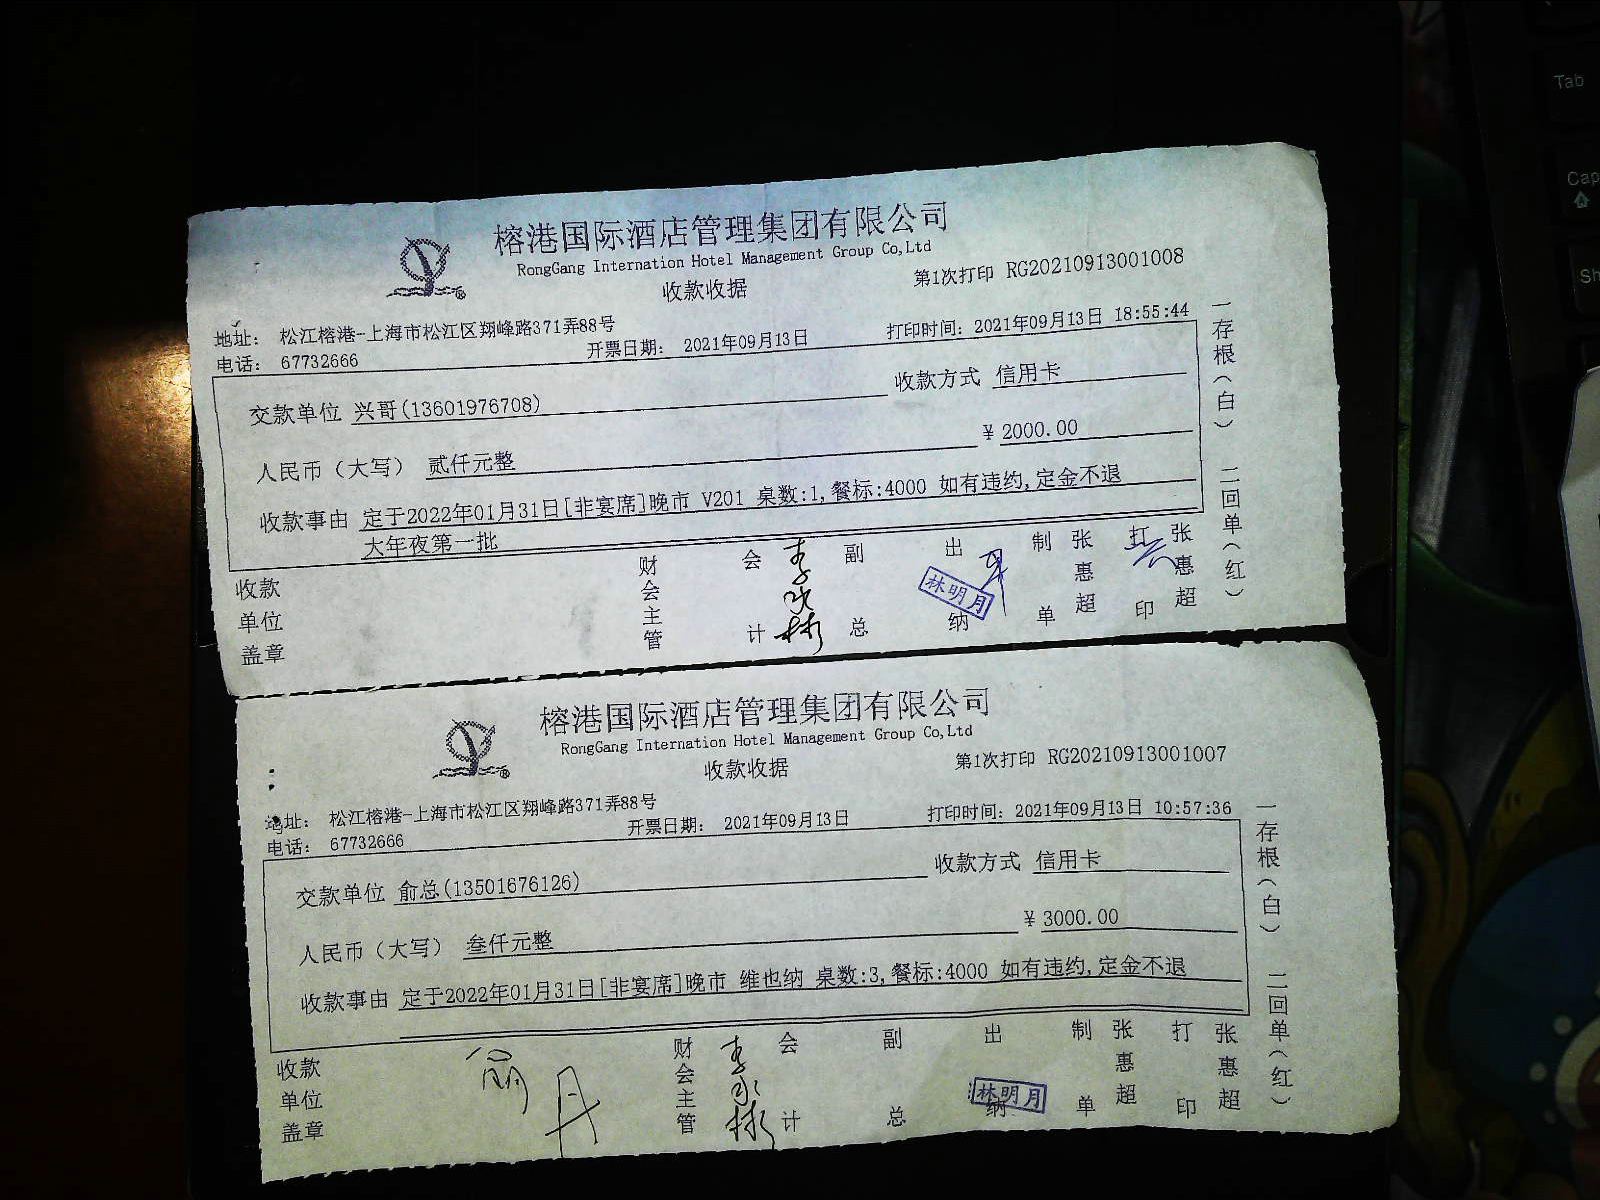 榕港国际酒店管理集团有限公司
RongGang Internation Hotel Management Group Co,Ltd
收款收据
第1次打印 RG20210913001008
地址： 松江榕港-上海市松江区翔峰路371弄88号
电话： 67732666
开票日期： 2021年09月13日
打印时间：2021年09月13日 18:55:44
交款单位 兴哥(13601976708)
收款方式 信用卡
人民币（大写） 贰仟元整
¥ 2000.00
收款事由 定于2022年01月31日[非宴席]晚市 V201 桌数:1,餐标:4000 如有违约,定金不退
大年夜第一批
收款单位盖章
财会主管
会计
副总
出纳
林明月
制单
张惠超
打印
张惠超
一存根（白） 二回单（红）
榕港国际酒店管理集团有限公司
RongGang Internation Hotel Management Group Co,Ltd
收款收据
第1次打印 RG20210913001007
地址： 松江榕港-上海市松江区翔峰路371弄88号
电话： 67732666
开票日期： 2021年09月13日
打印时间：2021年09月13日 10:57:36
交款单位 俞总(13501676126)
收款方式 信用卡
人民币（大写） 叁仟元整
¥ 3000.00
收款事由 定于2022年01月31日[非宴席]晚市 维也纳 桌数:3,餐标:4000 如有违约,定金不退
收款单位盖章
财会主管
会计
副总
出纳
林明月
制单
张惠超
打印
张惠超
一存根（白） 二回单（红）
Tab
Cap
Sh